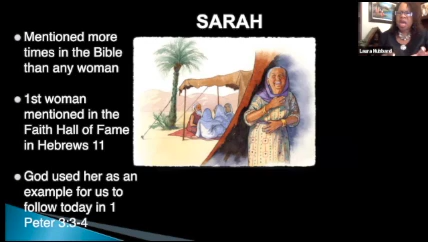 SARAH
Mentioned more
times in the Bible
than any woman
1st woman
mentioned in the
Faith Hall of Fame
in Hebrews 11
God used her as an
example for us to
follow today in 1
Peter 3:3-4
Laura Hubbard